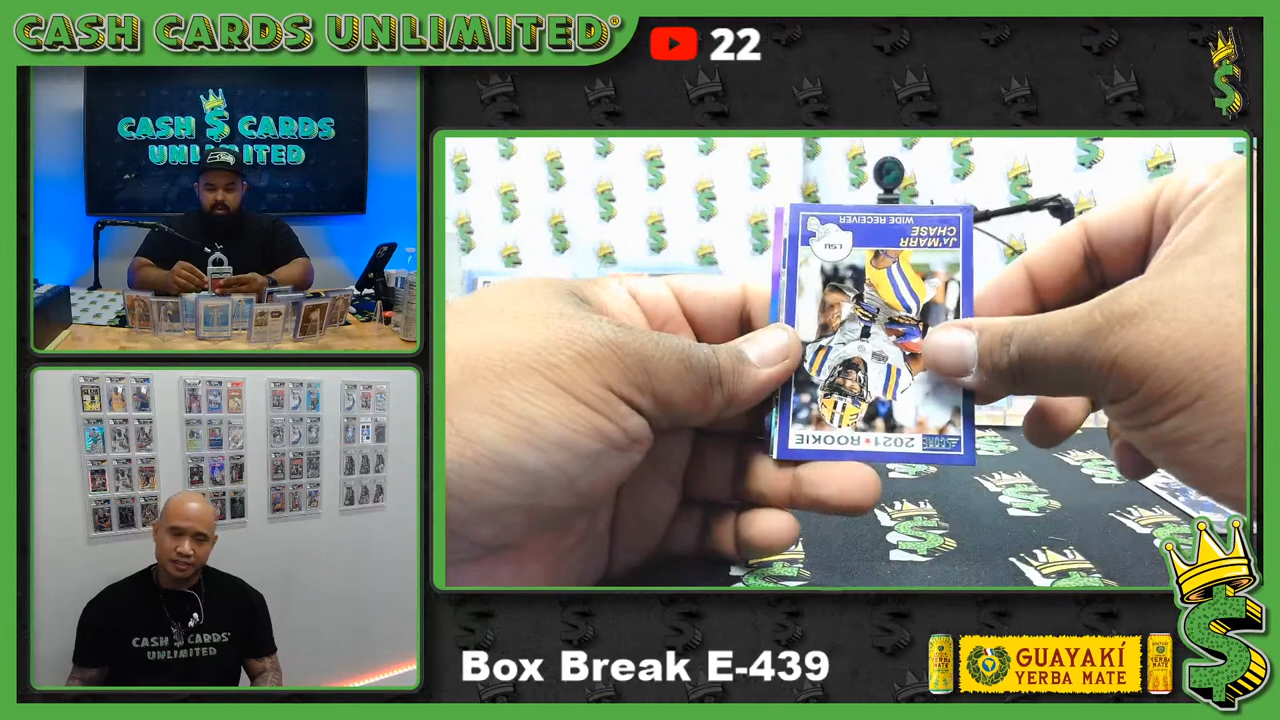 CASH CARDS UNLIMITED®
22
CASH $ CARDS
UNLIMITED
WIDE RECEIVER
JA'MARR
CHASE
LSU
2021 ROOKIE
SCORE
CASH $ CARDS
UNLIMITED
Box Break E-439
GUAYAKÍ
YERBA MATE
YERBA
MATE
YERBA
MATE